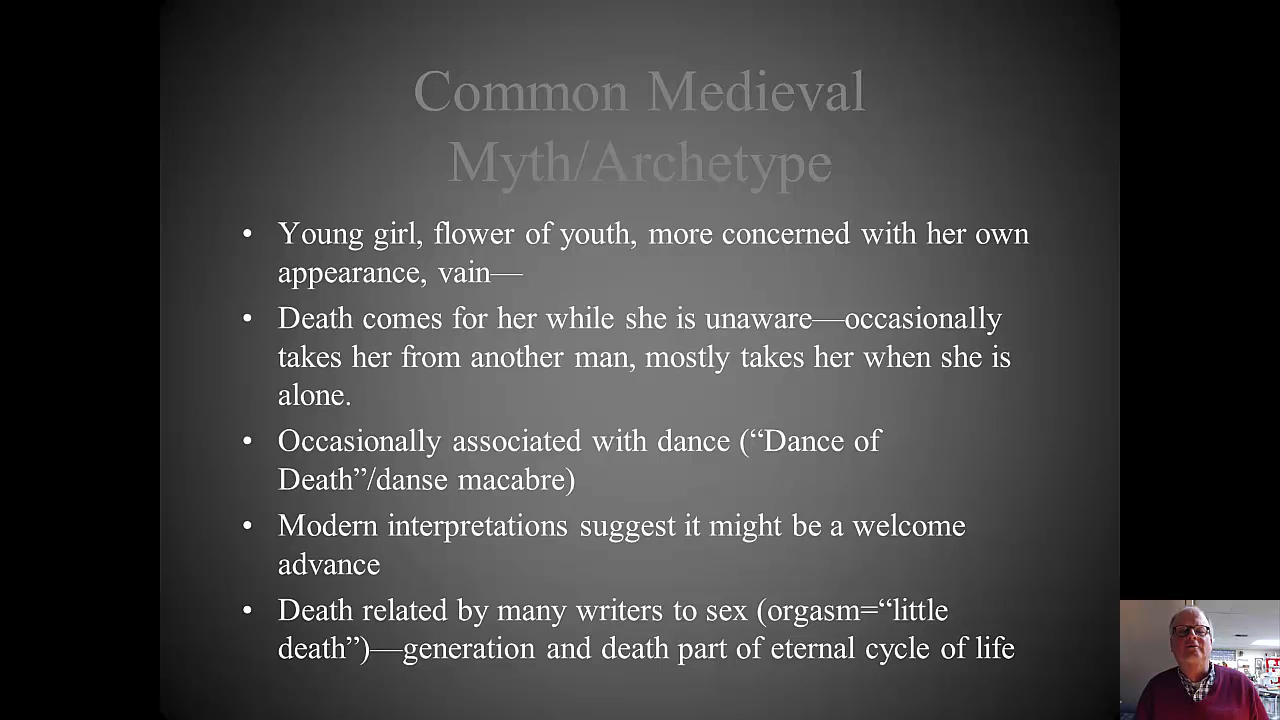 Common Medieval
Myth/Archetype
• Young girl, flower of youth, more concerned with her own
appearance, vain—
• Death comes for her while she is unaware—occasionally
takes her from another man, mostly takes her when she is
alone.
• Occasionally associated with dance (“Dance of
Death”/danse macabre)
• Modern interpretations suggest it might be a welcome
advance
• Death related by many writers to sex (orgasm=“little
death”)—generation and death part of eternal cycle of life